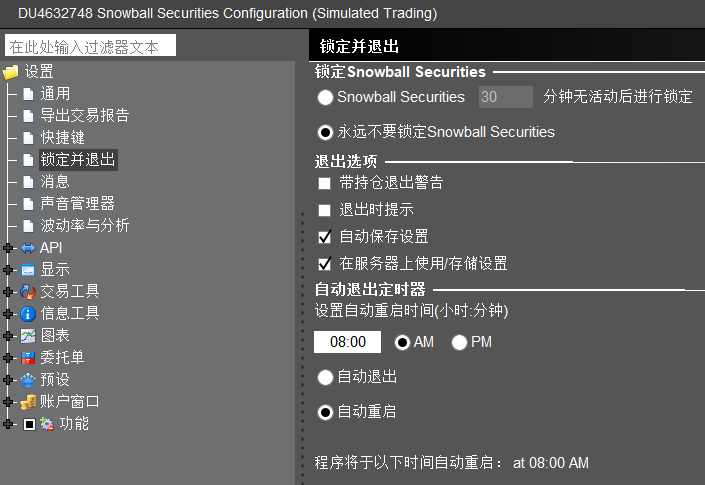 DU4632748 Snowball Securities Configuration (Simulated Trading)
在此处输入过滤器文本
设置
通用
导出交易报告
快捷键
锁定并退出
消息
声音管理器
波动率与分析
API
显示
交易工具
信息工具
图表
委托单
预设
账户窗口
功能
锁定并退出
锁定Snowball Securities
Snowball Securities 30 分钟无活动后进行锁定
永远不要锁定Snowball Securities
退出选项
带持仓退出警告
退出时提示
自动保存设置
在服务器上使用/存储设置
自动退出定时器
设置自动重启时间(小时:分钟)
08:00 AM PM
自动退出
自动重启
程序将于以下时间自动重启： at 08:00 AM